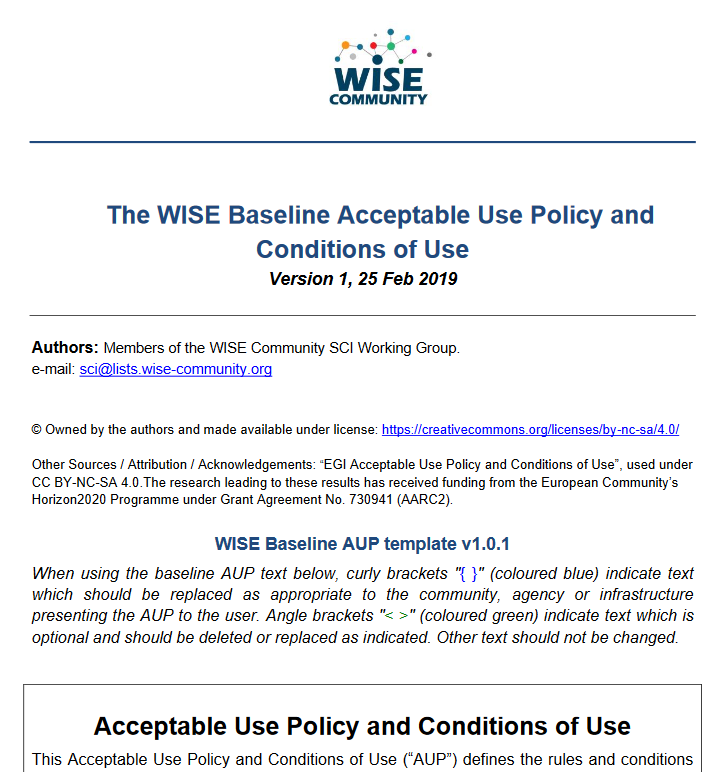 WISE
COMMUNITY
The WISE Baseline Acceptable Use Policy and
Conditions of Use
Version 1, 25 Feb 2019
Authors: Members of the WISE Community SCI Working Group.
e-mail: sci@lists.wise-community.org
© Owned by the authors and made available under license: https://creativecommons.org/licenses/by-nc-sa/4.0/
Other Sources / Attribution / Acknowledgements: “EGI Acceptable Use Policy and Conditions of Use”, used under
CC BY-NC-SA 4.0.The research leading to these results has received funding from the European Community’s
Horizon2020 Programme under Grant Agreement No. 730941 (AARC2).
WISE Baseline AUP template v1.0.1
When using the baseline AUP text below, curly brackets "{ }" (coloured blue) indicate text
which should be replaced as appropriate to the community, agency or infrastructure
presenting the AUP to the user. Angle brackets "< >" (coloured green) indicate text which is
optional and should be deleted or replaced as indicated. Other text should not be changed.
Acceptable Use Policy and Conditions of Use
This Acceptable Use Policy and Conditions of Use (“AUP”) defines the rules and conditions